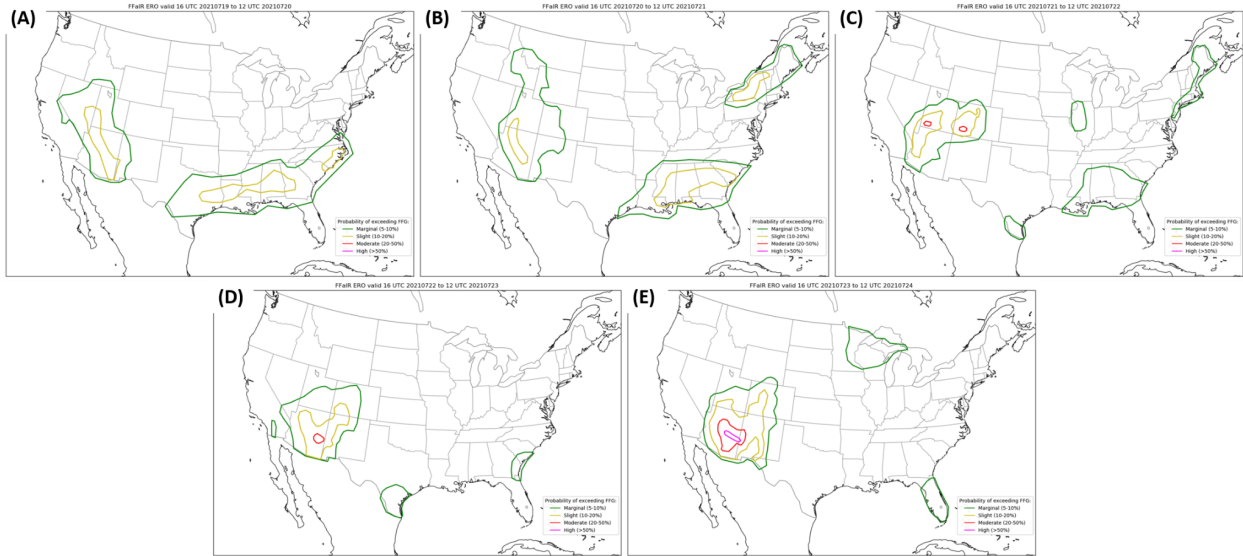 (A)
FFaIR ERO valid 16 UTC 20210719 to 12 UTC 20210720
Probability of exceeding FFG:
Marginal (5-10%)
Slight (10-20%)
Moderate (20-50%)
High (>50%)
(B)
FFaIR ERO valid 16 UTC 20210720 to 12 UTC 20210721
Probability of exceeding FFG:
Marginal (5-10%)
Slight (10-20%)
Moderate (20-50%)
High (>50%)
(C)
FFaIR ERO valid 16 UTC 20210721 to 12 UTC 20210722
Probability of exceeding FFG:
Marginal (5-10%)
Slight (10-20%)
Moderate (20-50%)
High (>50%)
(D)
FFaIR ERO valid 16 UTC 20210722 to 12 UTC 20210723
Probability of exceeding FFG:
Marginal (5-10%)
Slight (10-20%)
Moderate (20-50%)
High (>50%)
(E)
FFaIR ERO valid 16 UTC 20210723 to 12 UTC 20210724
Probability of exceeding FFG:
Marginal (5-10%)
Slight (10-20%)
Moderate (20-50%)
High (>50%)